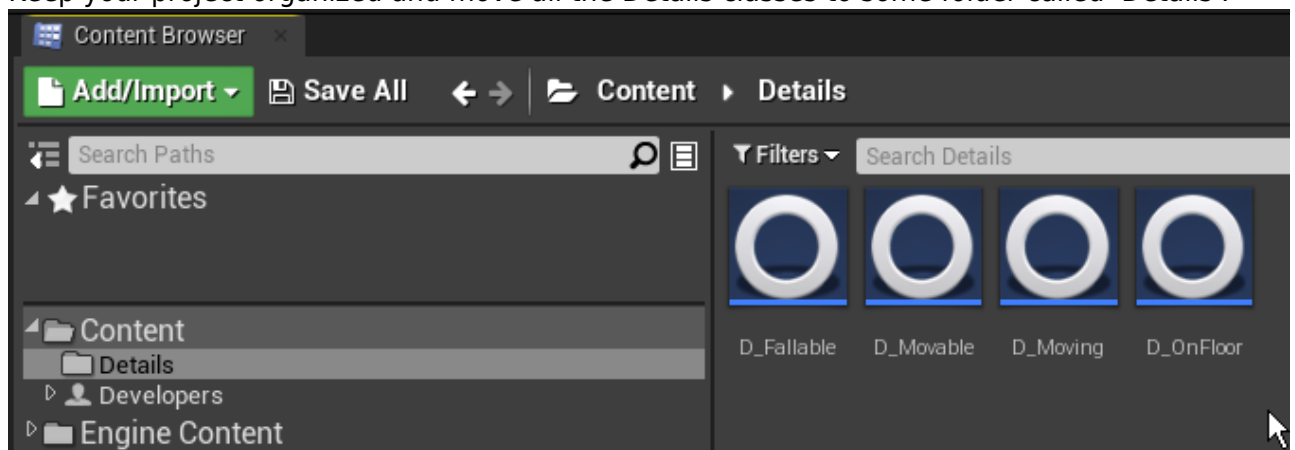 Keep your project organized and move all the Details classes to some folder called 'Details'.
Content Browser
Add/Import Save All Content Details
Search Paths Filters Search Details
Favorites
Content
Details
Developers
Engine Content
D_Fallable D_Movable D_Moving D_OnFloor